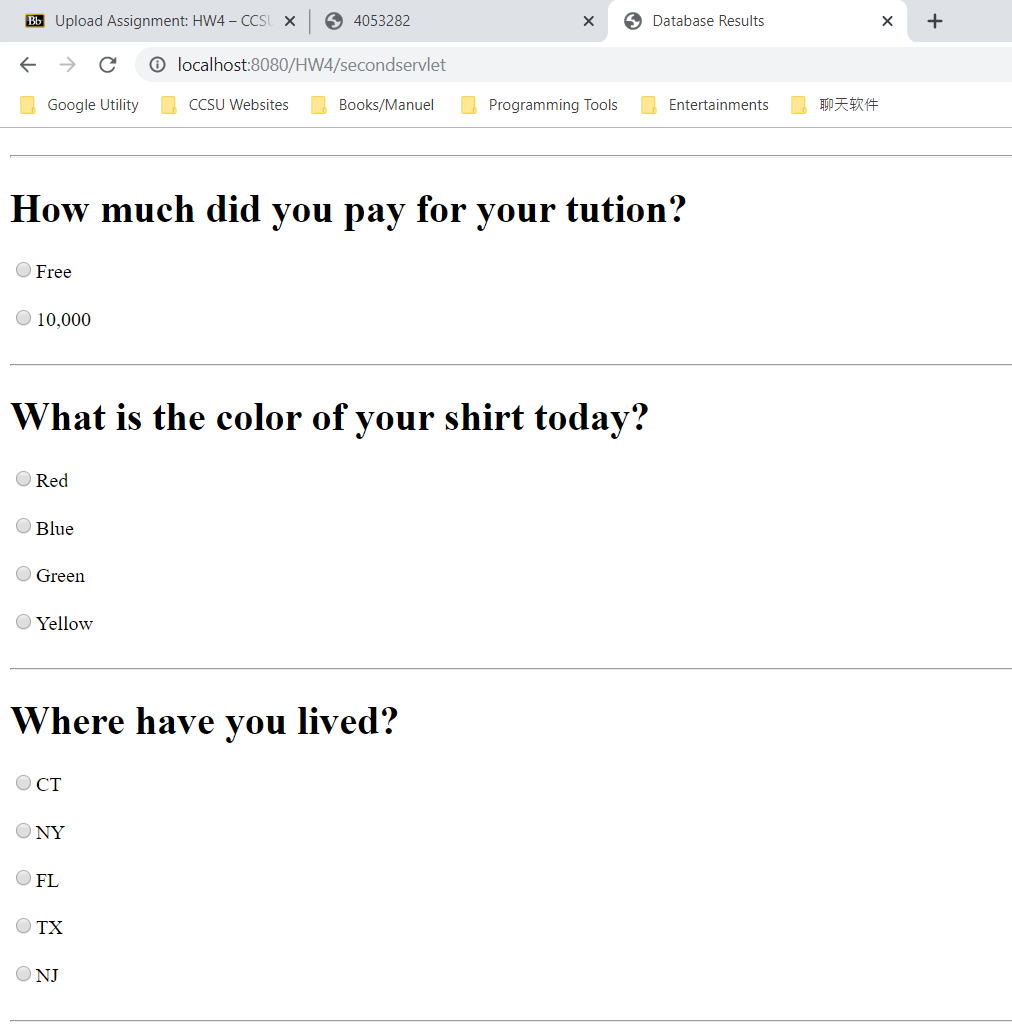 Bb Upload Assignment: HW4 – CCSU 4053282 Database Results
localhost:8080/HW4/secondservlet
Google Utility CCSU Websites Books/Manuel Programming Tools Entertainments 聊天软件
How much did you pay for your tution?
Free
10,000
What is the color of your shirt today?
Red
Blue
Green
Yellow
Where have you lived?
CT
NY
FL
TX
NJ